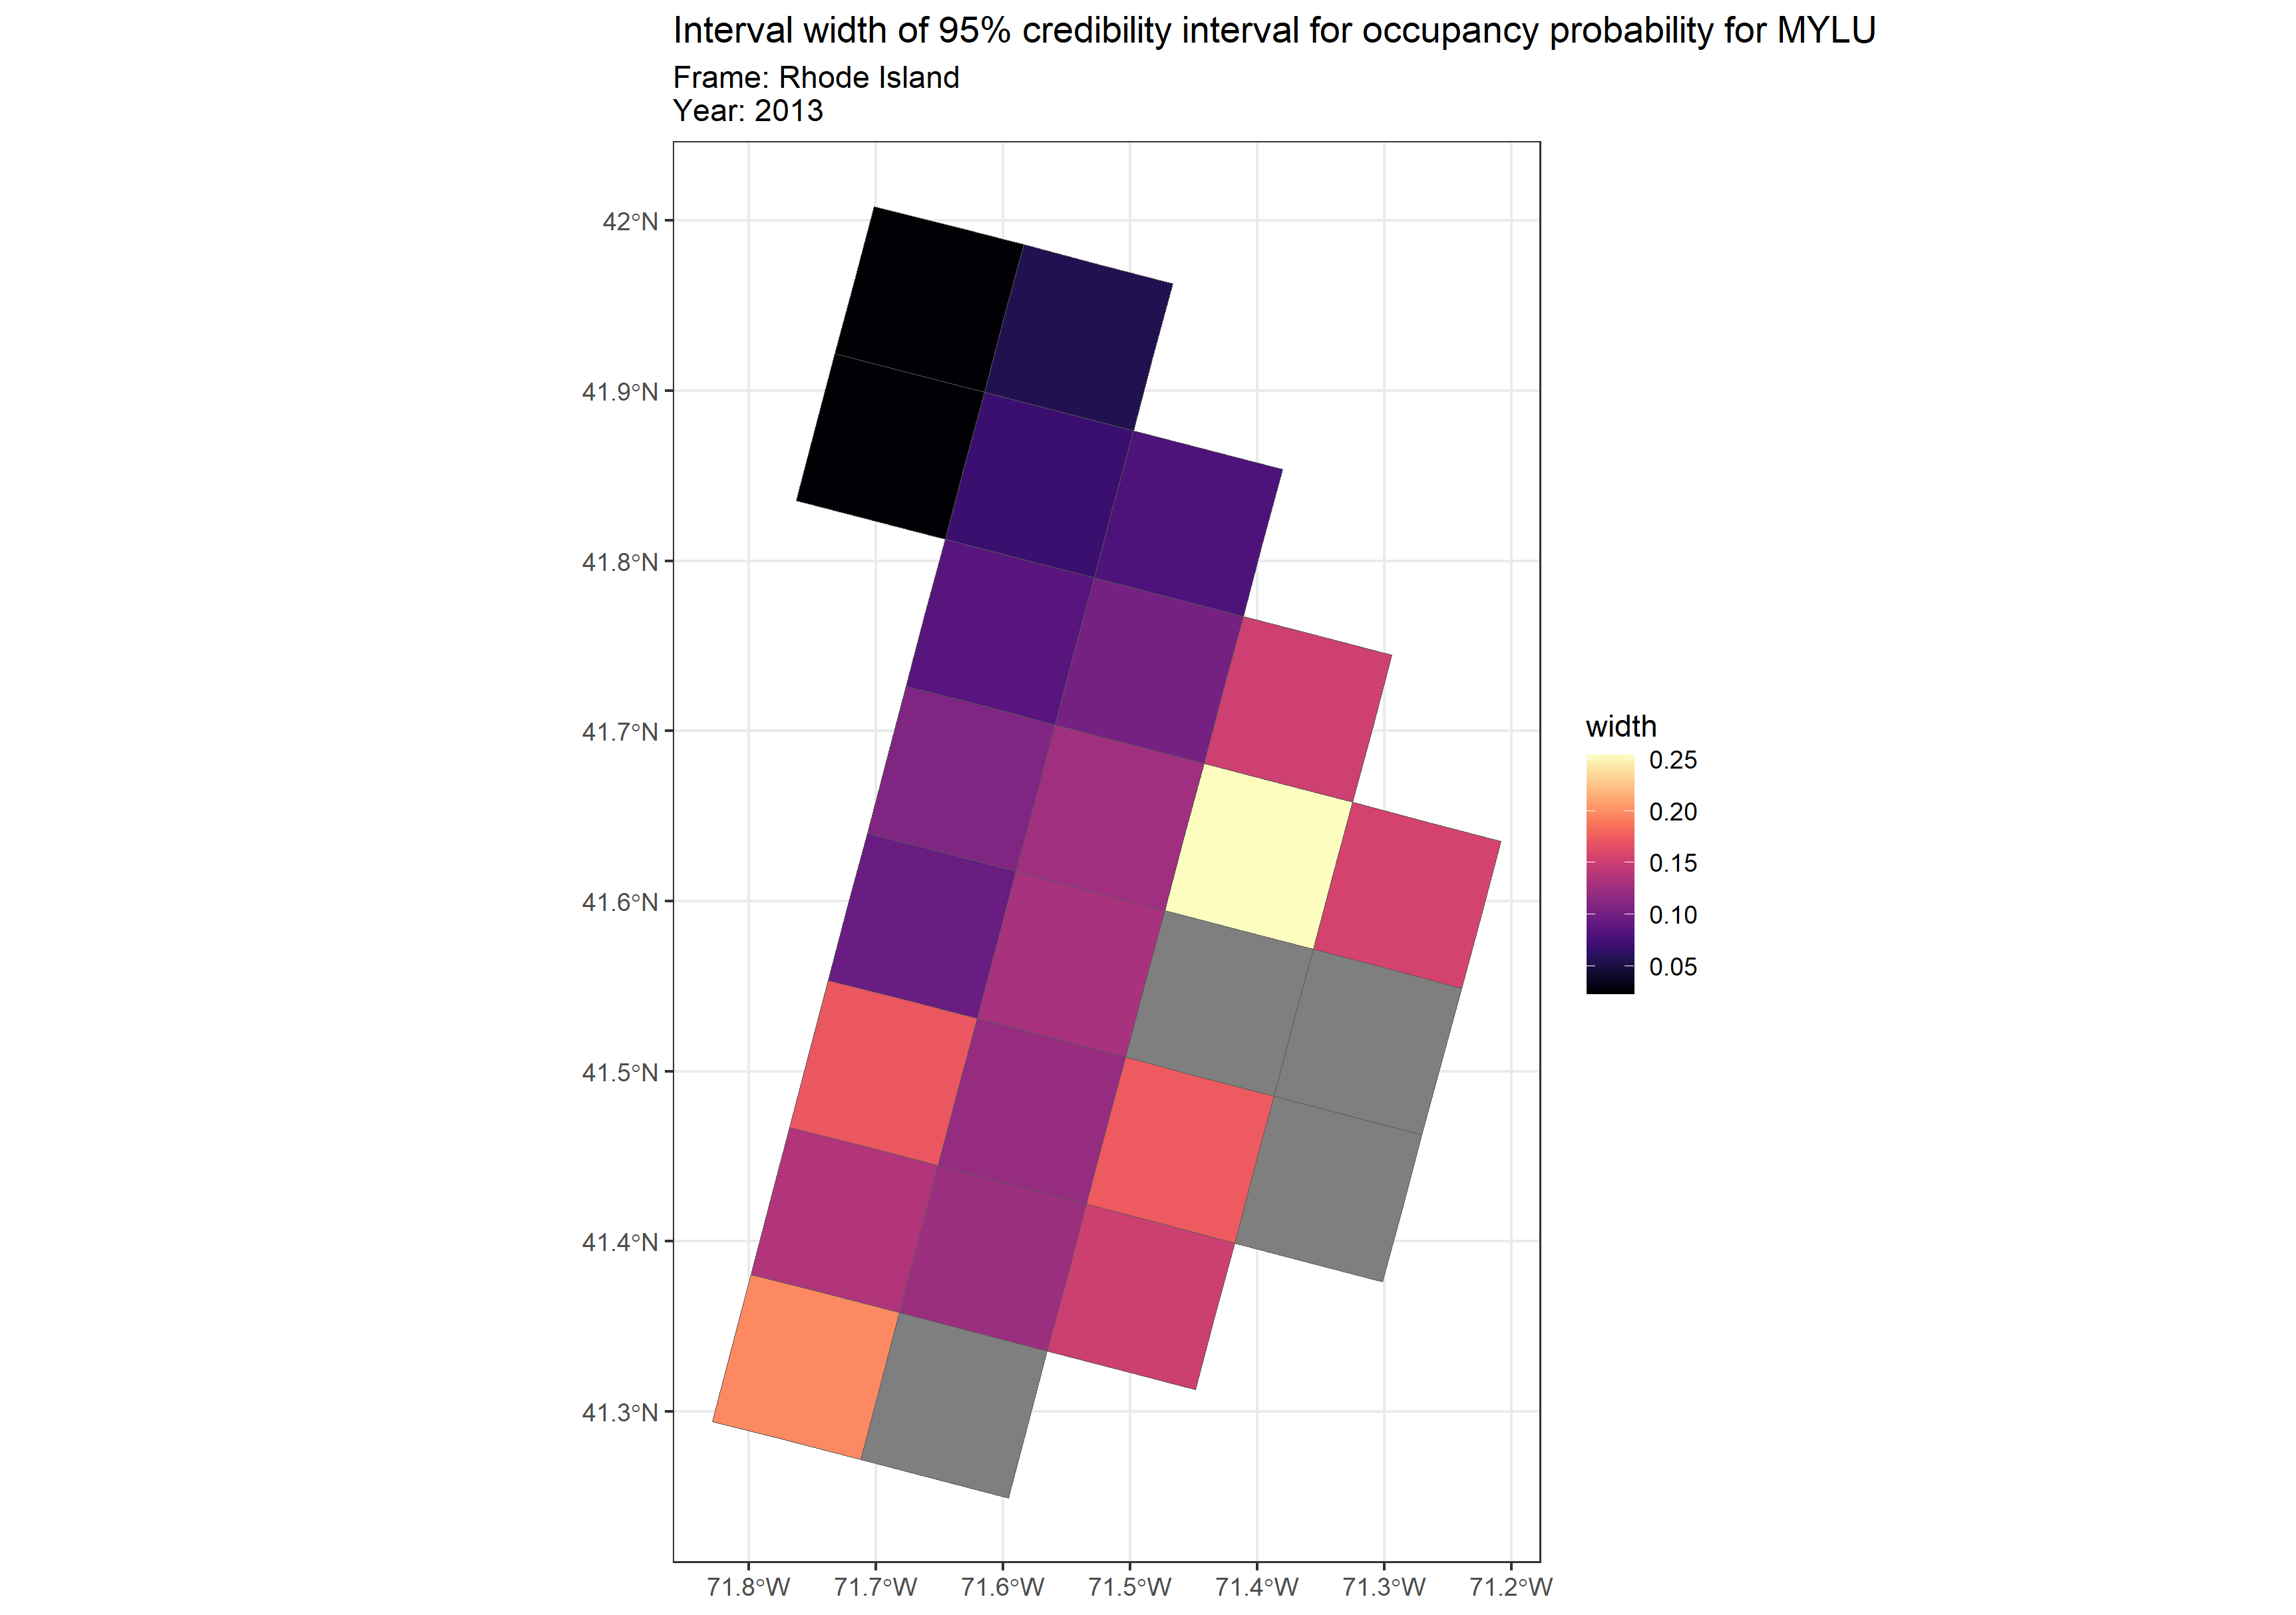 Interval width of 95% credibility interval for occupancy probability for MYLU
Frame: Rhode Island
Year: 2013
42°N
41.9°N
41.8°N
41.7°N
41.6°N
41.5°N
41.4°N
41.3°N
71.8°W 71.7°W 71.6°W 71.5°W 71.4°W 71.3°W 71.2°W
width
0.25
0.20
0.15
0.10
0.05